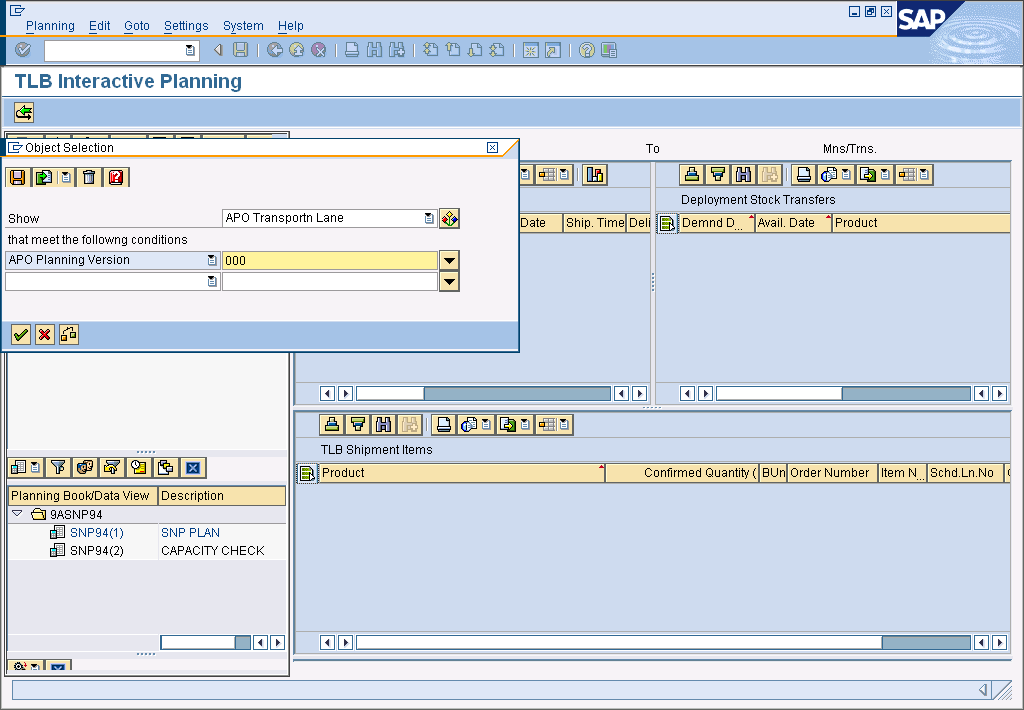 Planning Edit Goto Settings System Help
SAP
TLB Interactive Planning
Object Selection
To Mns/Trns.
Show APO Transportn Lane
that meet the followng conditions
APO Planning Version 000
Date Ship. Time Deli
Deployment Stock Transfers
Demnd D... Avail. Date Product
TLB Shipment Items
Product Confirmed Quantity ( BUn Order Number Item N... Schd.Ln.No
Planning Book/Data View Description
9ASNP94
SNP94(1) SNP PLAN
SNP94(2) CAPACITY CHECK